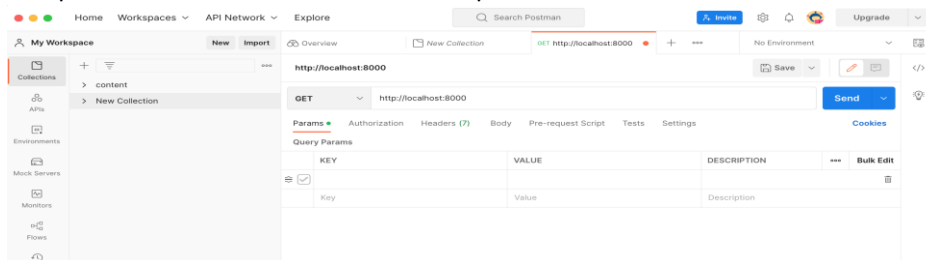 Home Workspaces API Network Explore Search Postman Invite Upgrade
My Workspace New Import Overview New Collection GET http://localhost:8000 No Environment
Collections
content
New Collection
APIs
Environments
Mock Servers
Monitors
Flows
http://localhost:8000 Save
GET http://localhost:8000 Send
Params Authorization Headers (7) Body Pre-request Script Tests Settings Cookies
Query Params
KEY VALUE DESCRIPTION Bulk Edit
Key Value Description